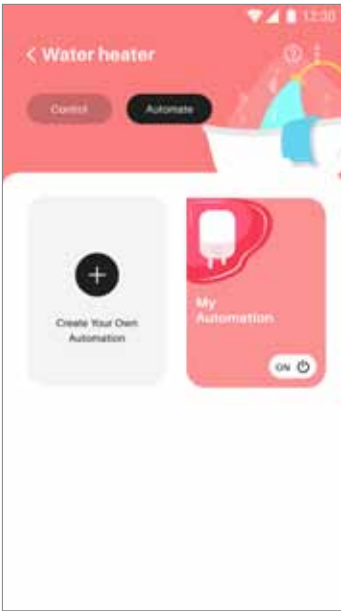 12:30
< Water heater
Control
Automate
Create Your Own
Automation
My
Automation
ON